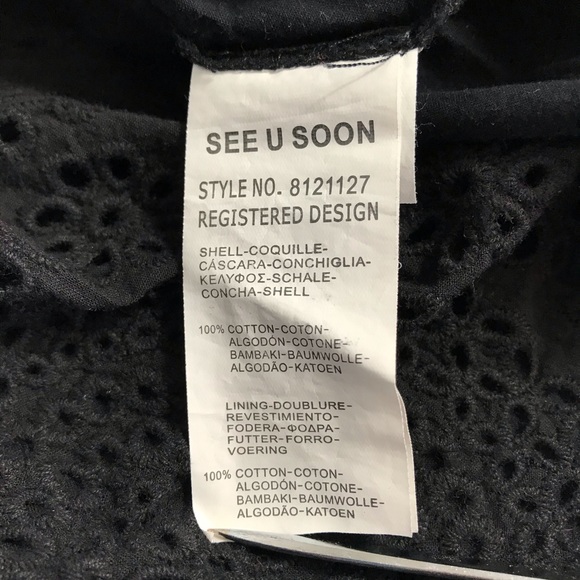 SEE U SOON
STYLE NO. 8121127
REGISTERED DESIGN
SHELL-COQUILLE-
CÁSCARA-CONCHIGLIA-
ΚΕΛΥΦΟΣ-SCHALE-
CONCHA-SHELL
100% COTTON-COTON-
ALGODÓN-COTONE-
BAMBAKI-BAUMWOLLE-
ALGODÃO-KATOEN
LINING-DOUBLURE-
REVESTIMIENTO-
FODERA-ΦΟΔΡΑ-
FUTTER-FORRO-
VOERING
100% COTTON-COTON-
ALGODÓN-COTONE-
BAMBAKI-BAUMWOLLE-
ALGODÃO-KATOEN